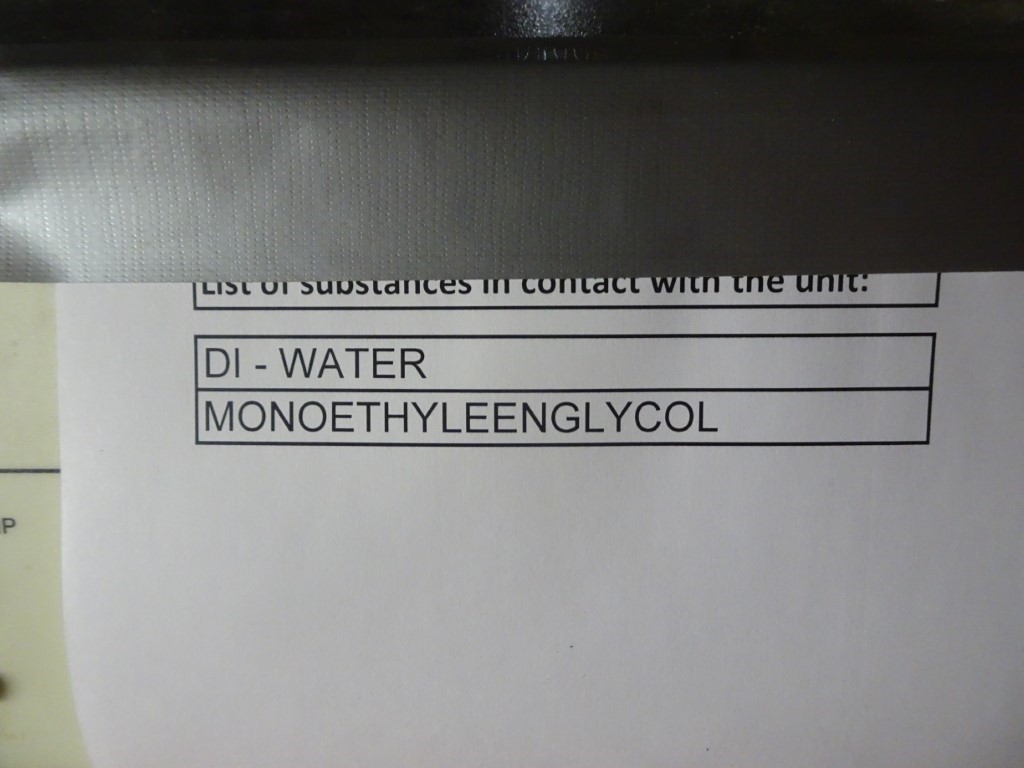 List of substances in contact with the unit:
DI - WATER
MONOETHYLEENGLYCOL
P